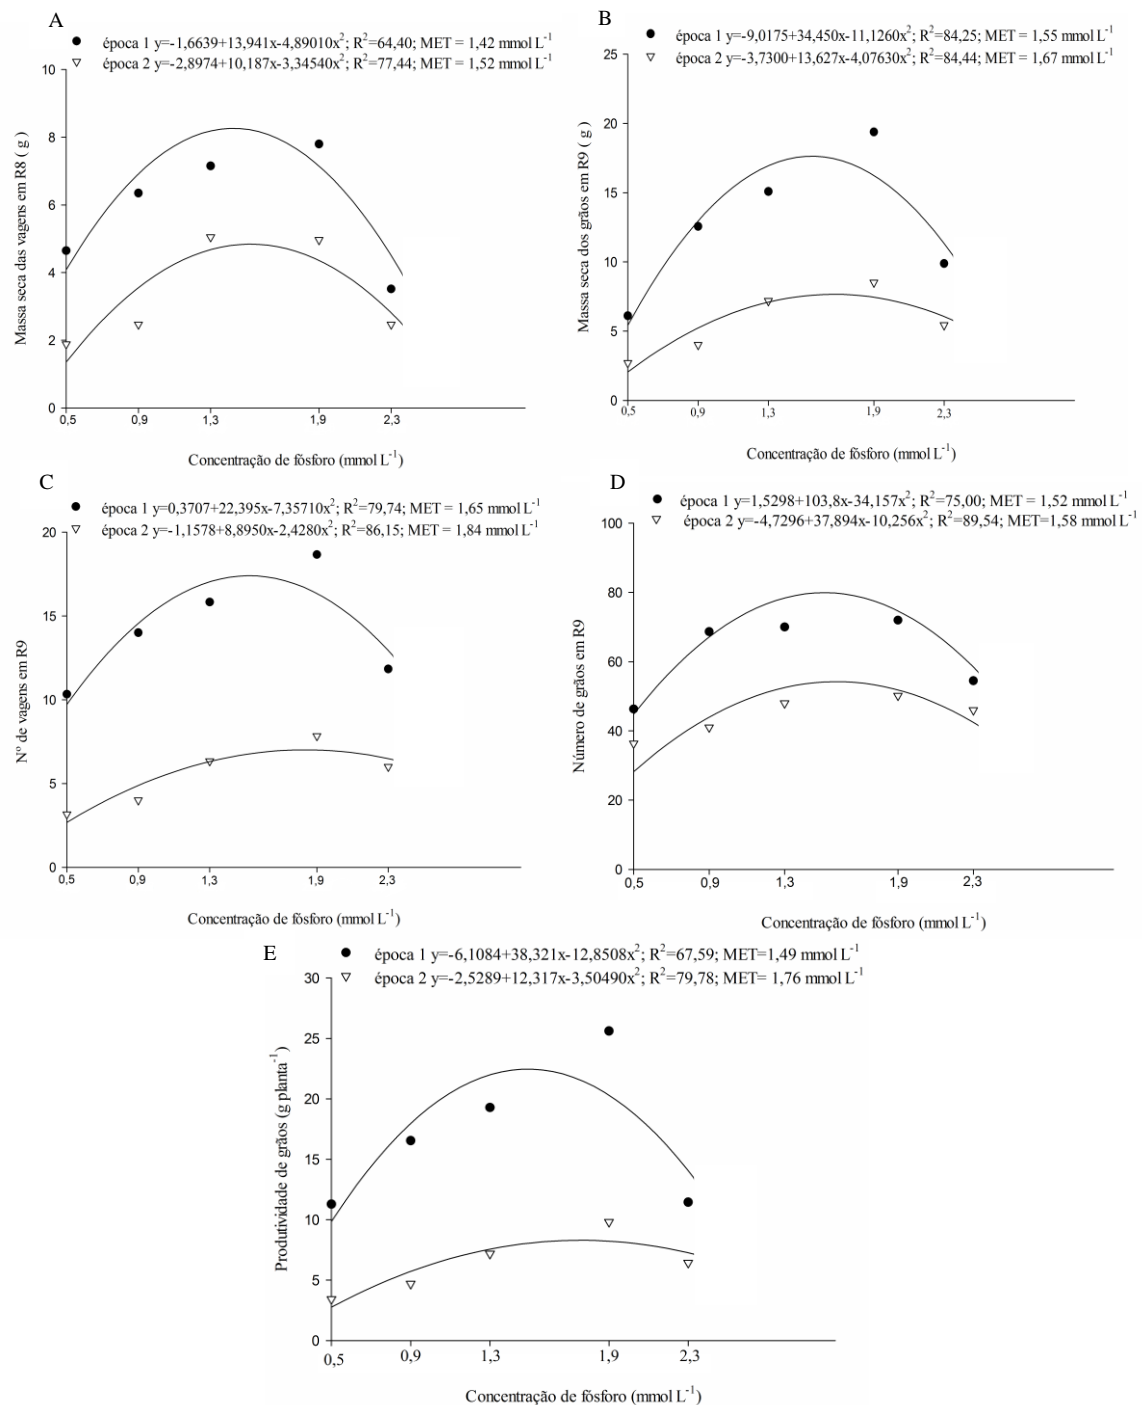 A
época 1 y=-1,6639+13,941x-4,89010x²; R²=64,40; MET = 1,42 mmol L⁻¹
época 2 y=-2,8974+10,187x-3,34540x²; R²=77,44; MET = 1,52 mmol L⁻¹
Massa seca das vagens em R8 ( g )
10
8
6
4
2
0
0,5 0,9 1,3 1,9 2,3
Concentração de fósforo (mmol L⁻¹)
B
época 1 y=-9,0175+34,450x-11,1260x²; R²=84,25; MET = 1,55 mmol L⁻¹
época 2 y=-3,7300+13,627x-4,07630x²; R²=84,44; MET = 1,67 mmol L⁻¹
Massa seca dos grãos em R9 ( g )
25
20
15
10
5
0
0,5 0,9 1,3 1,9 2,3
Concentração de fósforo (mmol L⁻¹)
C
época 1 y=0,3707+22,395x-7,35710x²; R²=79,74; MET = 1,65 mmol L⁻¹
época 2 y=-1,1578+8,8950x-2,4280x²; R²=86,15; MET = 1,84 mmol L⁻¹
Nº de vagens em R9
20
15
10
5
0
0,5 0,9 1,3 1,9 2,3
Concentração de fósforo (mmol L⁻¹)
D
época 1 y=1,5298+103,8x-34,157x²; R²=75,00; MET = 1,52 mmol L⁻¹
época 2 y=-4,7296+37,894x-10,256x²; R²=89,54; MET=1,58 mmol L⁻¹
Número de grãos em R9
100
80
60
40
20
0
0,5 0,9 1,3 1,9 2,3
Concentração de fósforo (mmol L⁻¹)
E
época 1 y=-6,1084+38,321x-12,8508x²; R²=67,59; MET=1,49 mmol L⁻¹
época 2 y=-2,5289+12,317x-3,50490x²; R²=79,78; MET= 1,76 mmol L⁻¹
Produtividade de grãos (g planta⁻¹)
30
25
20
15
10
5
0
0,5 0,9 1,3 1,9 2,3
Concentração de fósforo (mmol L⁻¹)